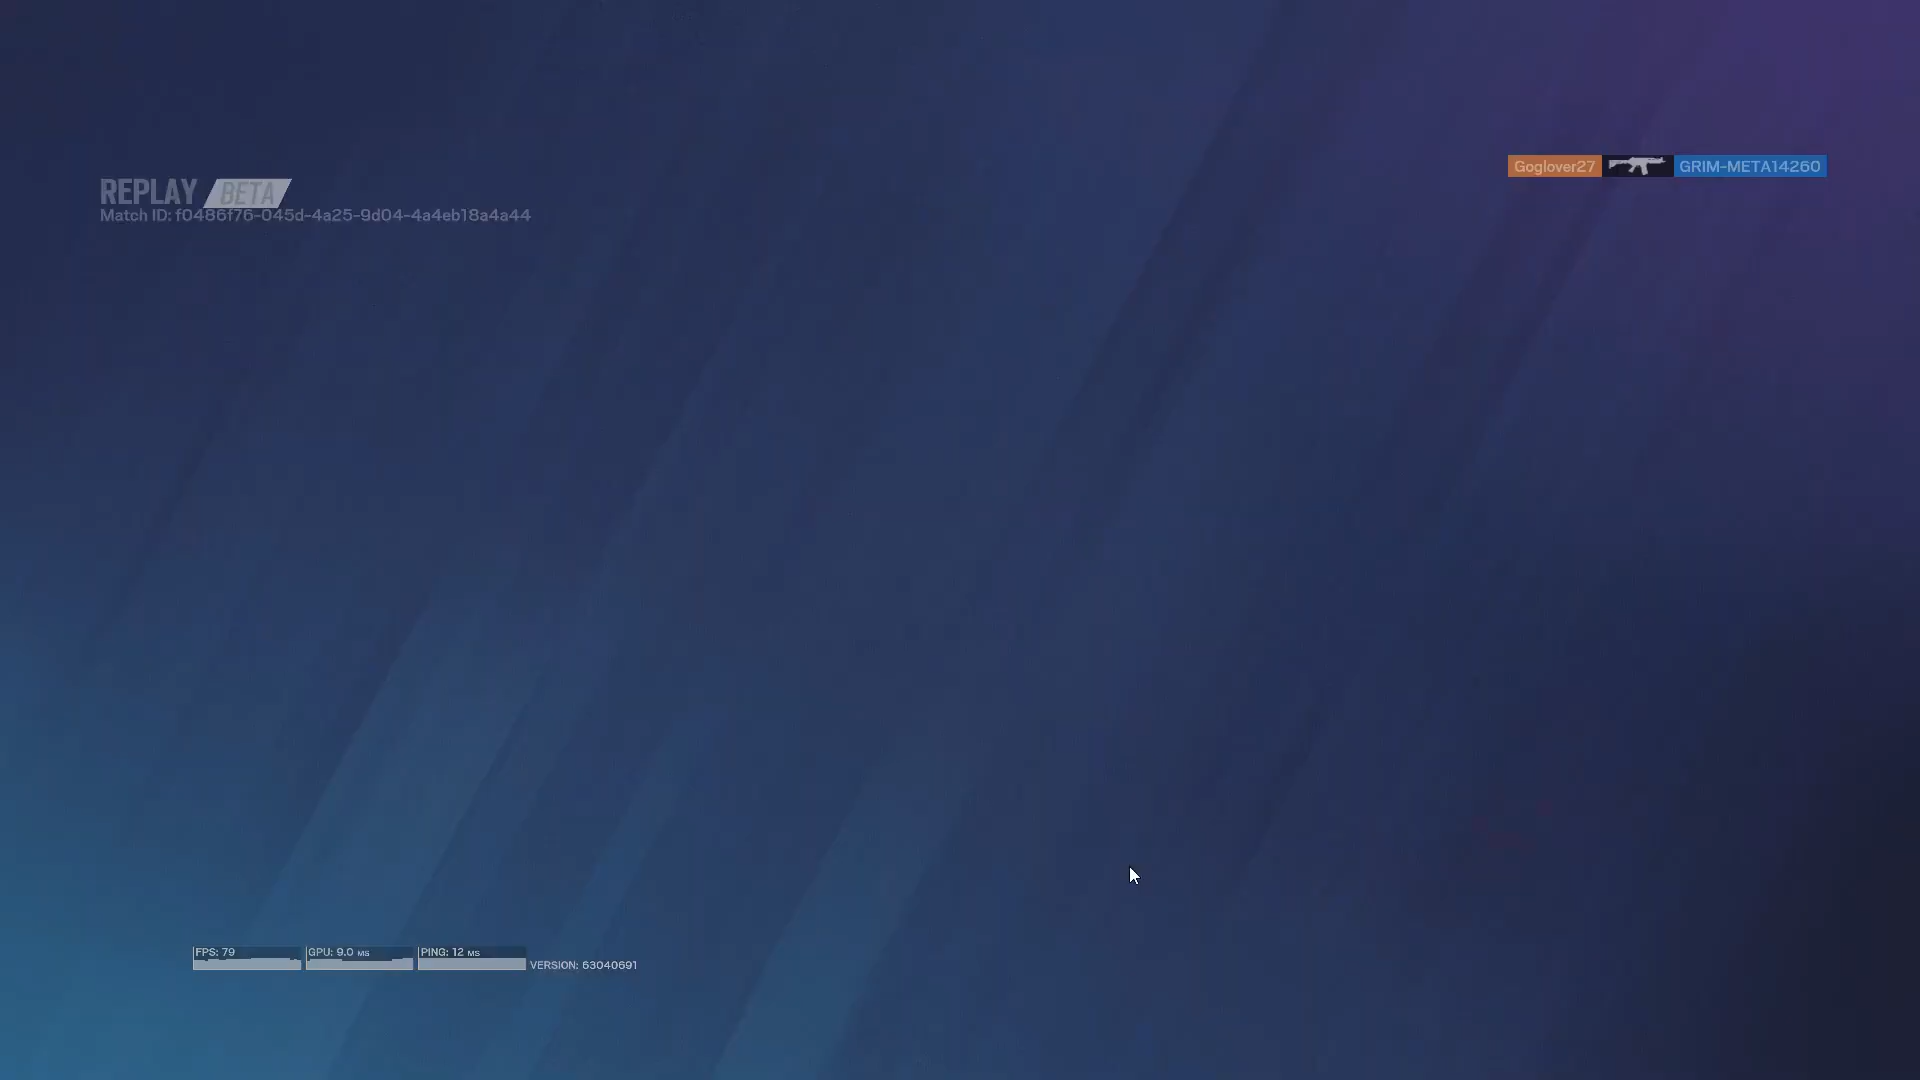 REPLAY BETA
Match ID: f0486f76-045d-4a25-9d04-4a4eb18a4a44
Goglover27 GRIM-META14260
FPS: 79 GPU: 9.0 MS PING: 12 MS VERSION: 63040691